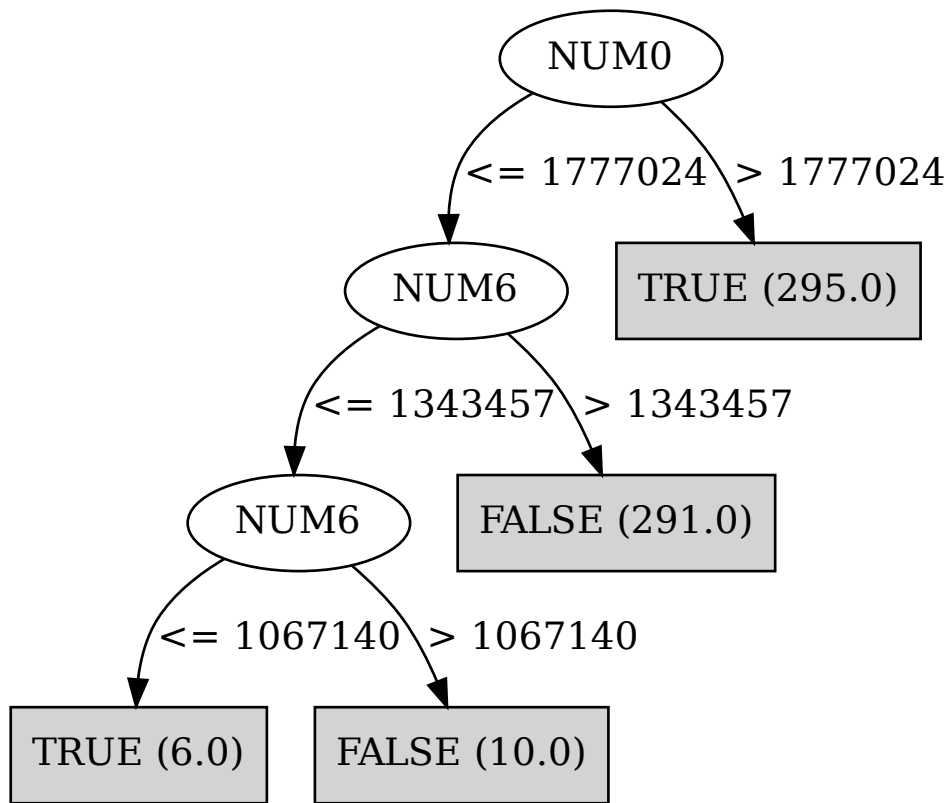 NUM0
<= 1777024
> 1777024
NUM6
TRUE (295.0)
<= 1343457
> 1343457
NUM6
FALSE (291.0)
<= 1067140
> 1067140
TRUE (6.0)
FALSE (10.0)